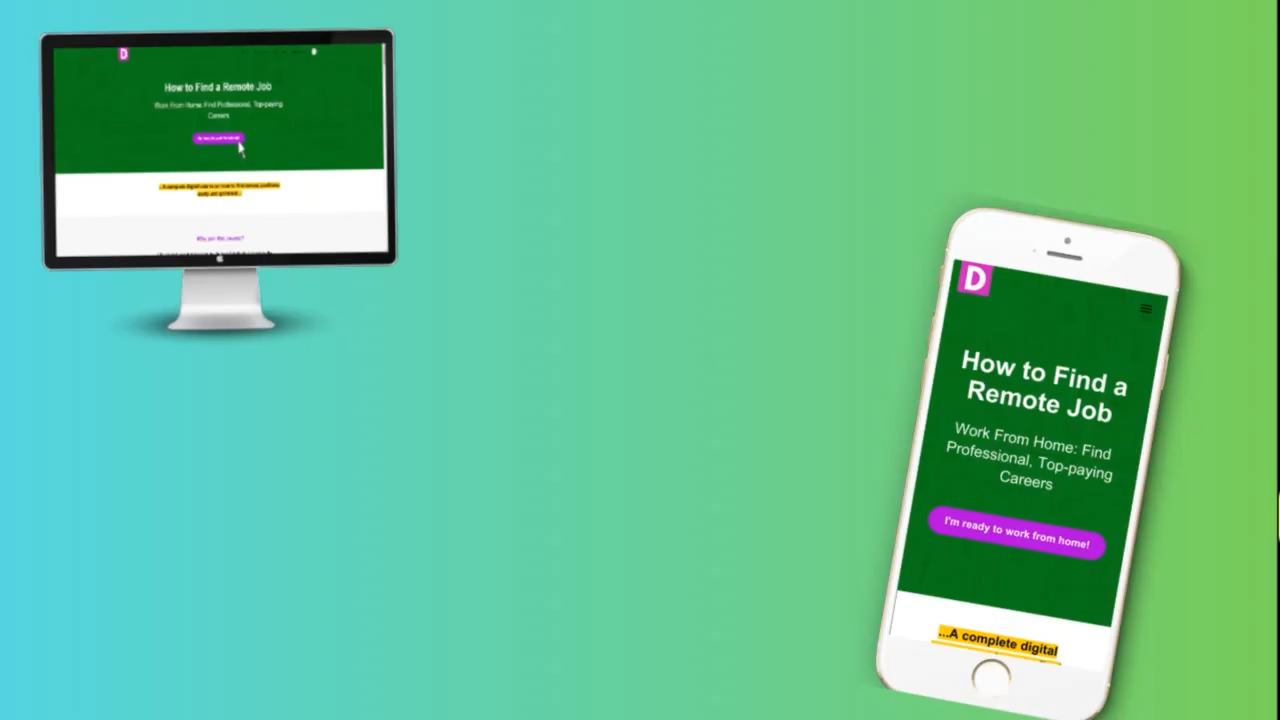 D
How to Find a Remote Job
Work From Home: Find Professional, Top-paying
Careers
D
How to Find a
Remote Job
Work From Home: Find
Professional, Top-paying
Careers
I'm ready to work from home!
...A complete digital